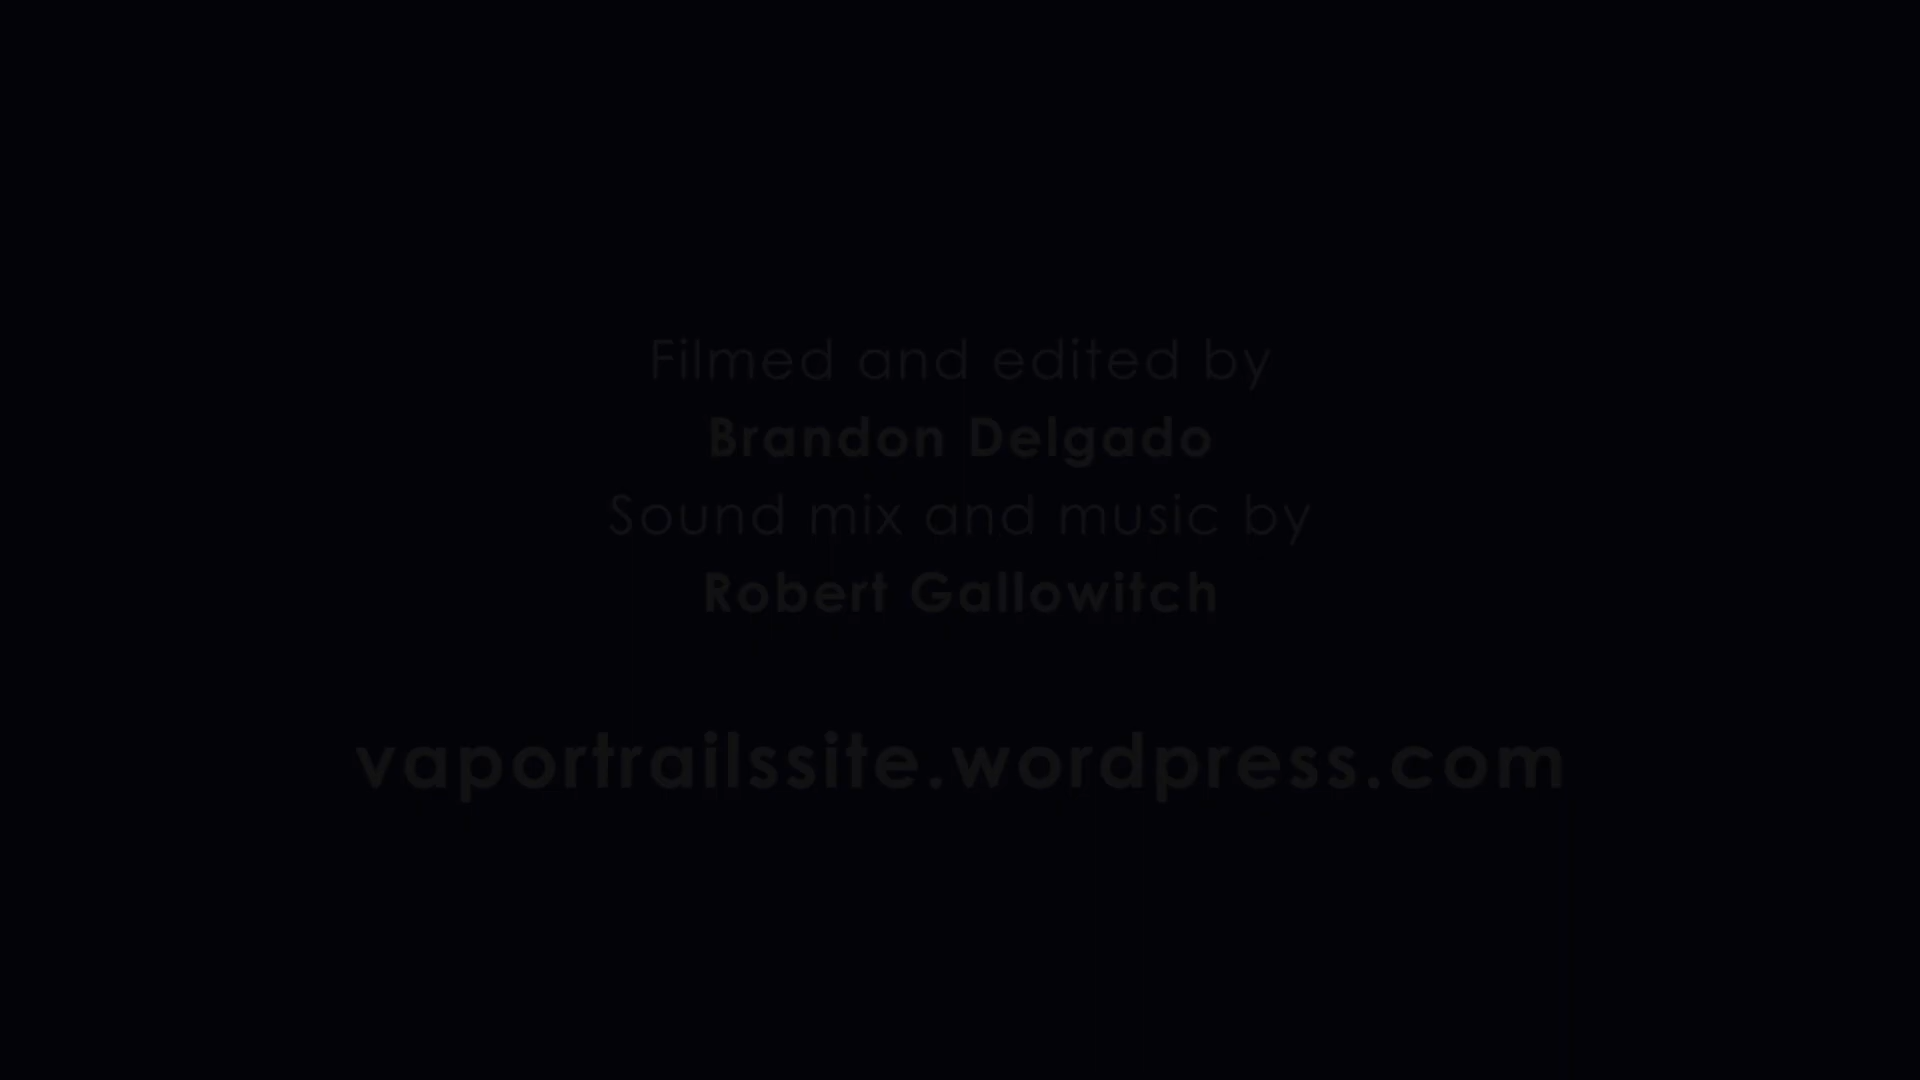 Filmed and edited by
Brandon Delgado
Sound mix and music by
Robert Gallowitch
vaportrailssite.wordpress.com